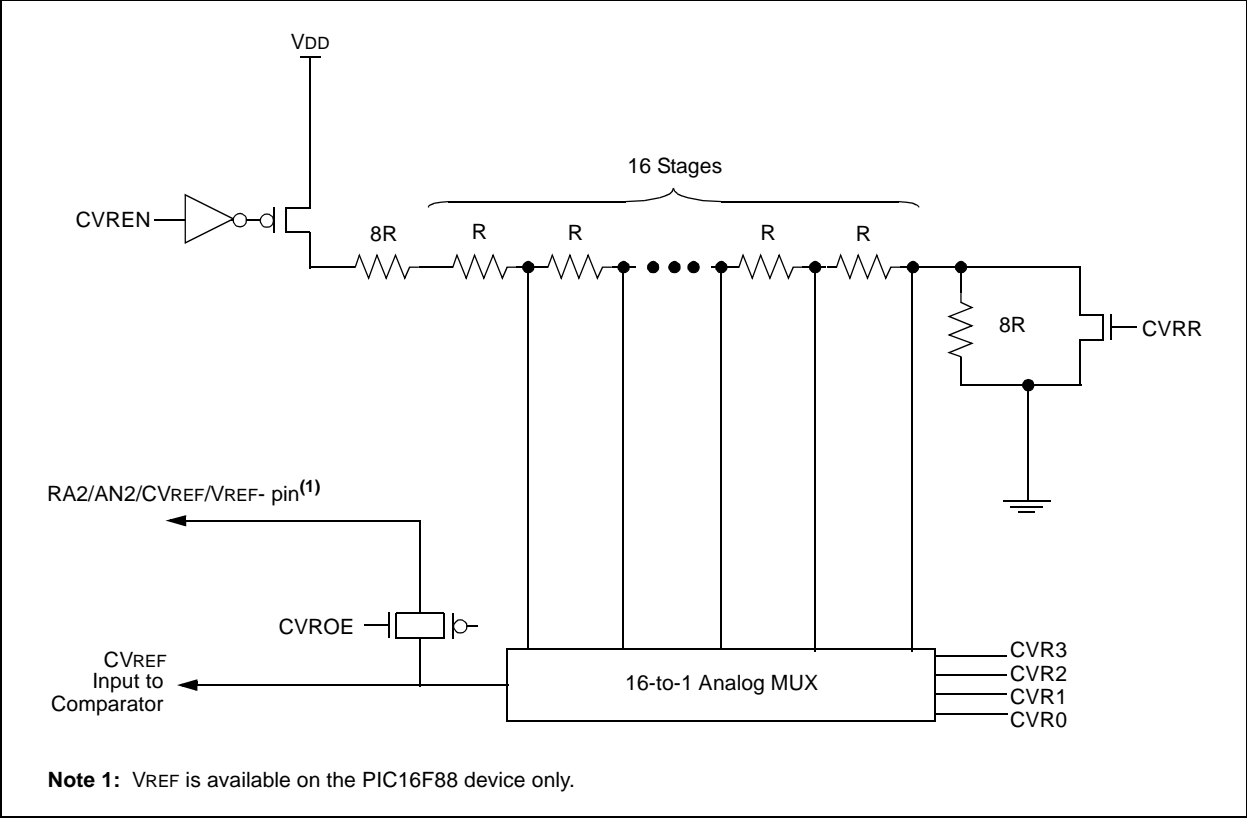 VDD
16 Stages
CVREN
8R
R
R
R
R
8R
CVRR
RA2/AN2/CVREF/VREF- pin(1)
CVROE
CVREF
Input to
Comparator
16-to-1 Analog MUX
CVR3
CVR2
CVR1
CVR0
Note 1: VREF is available on the PIC16F88 device only.